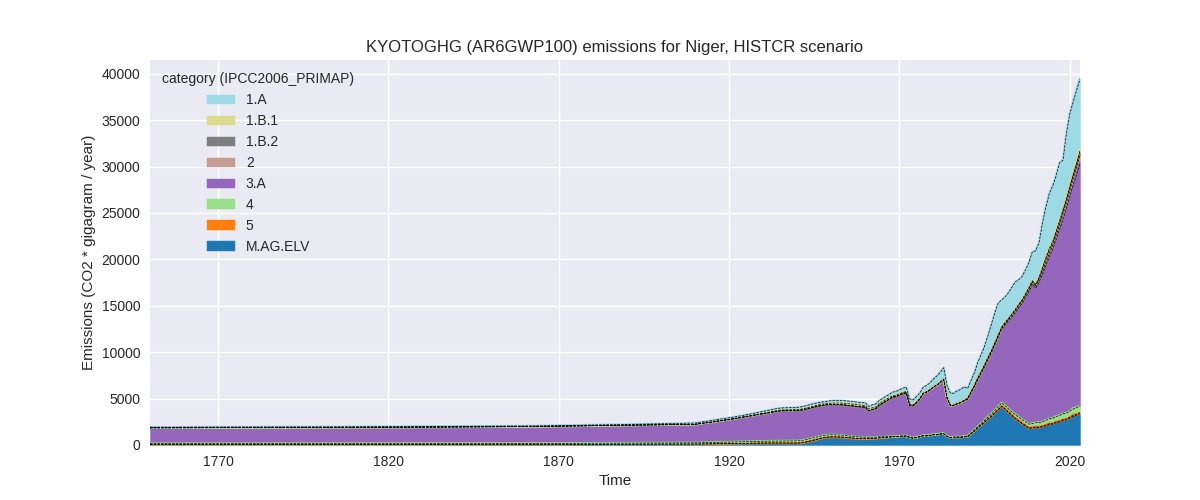 KYOTOGHG (AR6GWP100) emissions for Niger, HISTCR scenario
Emissions (CO2 * gigagram / year)
40000
35000
30000
25000
20000
15000
10000
5000
0
category (IPCC2006_PRIMAP)
1.A
1.B.1
1.B.2
2
3.A
4
5
M.AG.ELV
1770
1820
1870
1920
1970
2020
Time